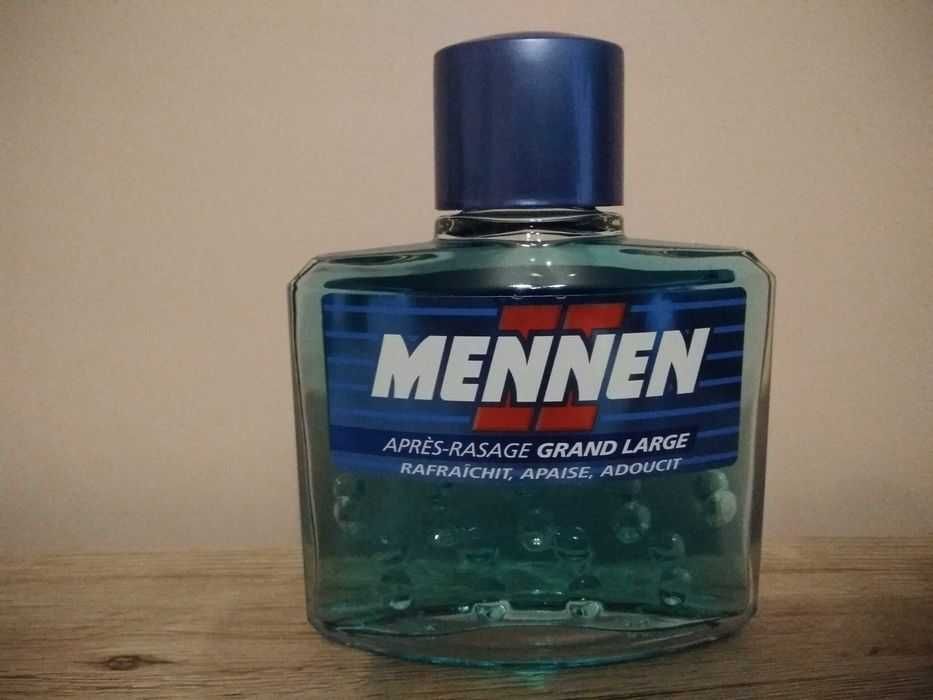 MENNEN
APRÈS-RASAGE GRAND LARGE
RAFRAÎCHIT, APAISE, ADOUCIT